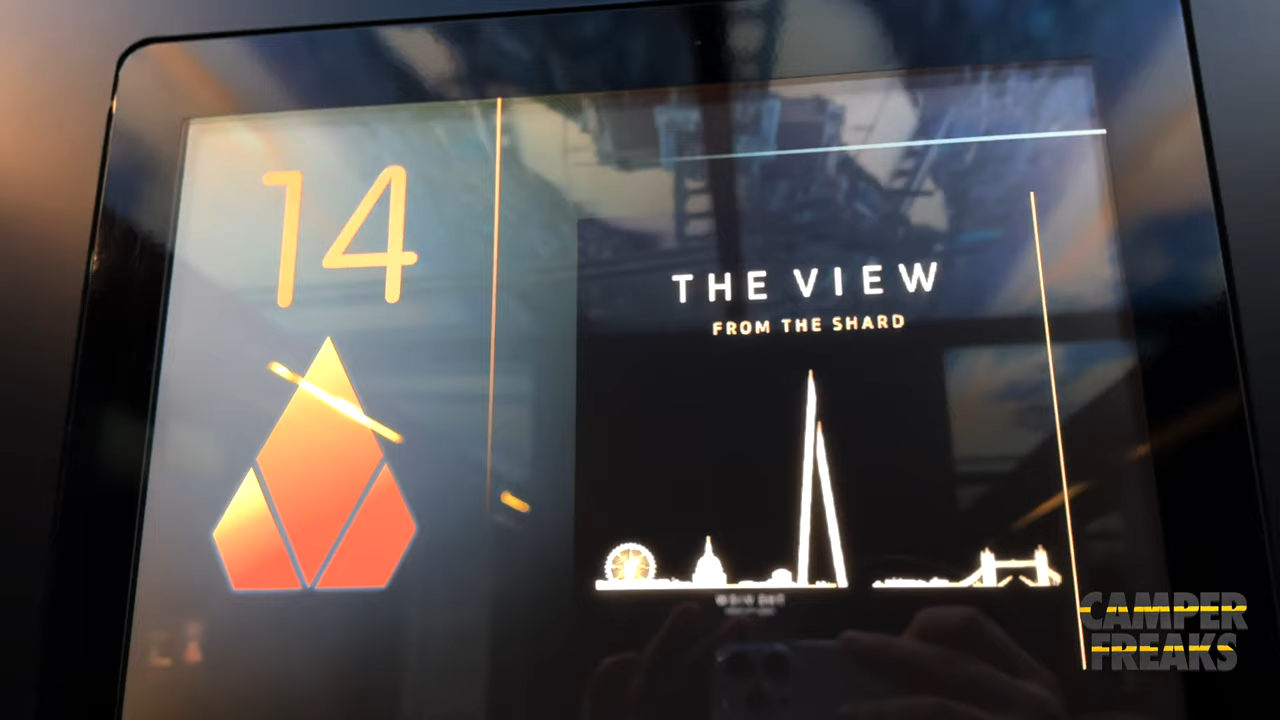 14
THE VIEW
FROM THE SHARD
CAMPER
FREAKS